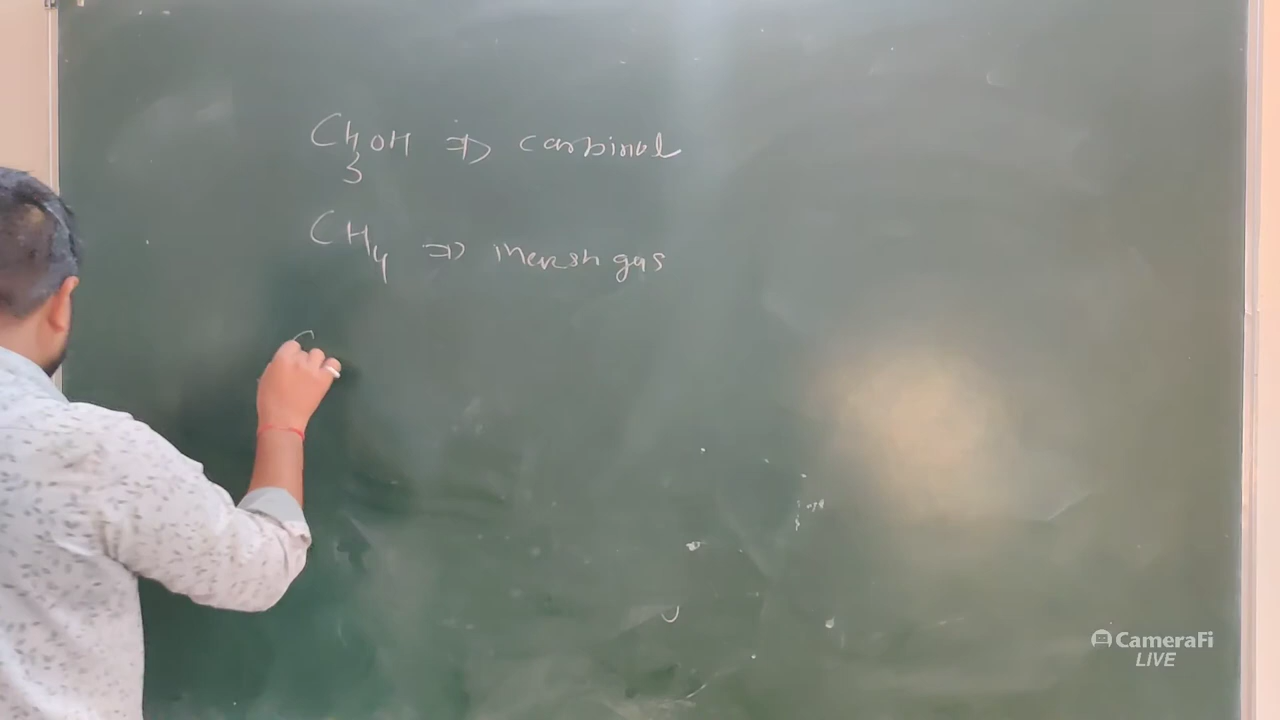 CH3OH ⇒ carbinol
CH4 ⇒ marsh gas
C
CameraFi
LIVE